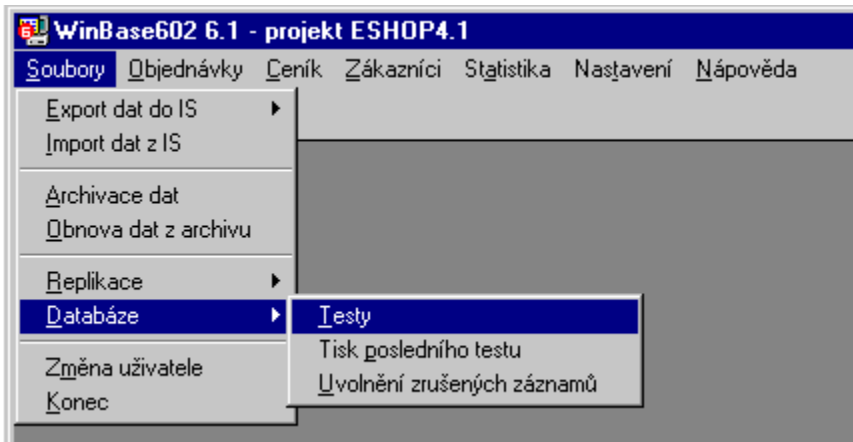 WinBase602 6.1 - projekt ESHOP4.1
Soubory Objednávky Ceník Zákazníci Statistika Nastavení Nápověda
Export dat do IS
Import dat z IS
Archivace dat
Obnova dat z archivu
Replikace
Databáze
Testy
Tisk posledního testu
Uvolnění zrušených záznamů
Změna uživatele
Konec